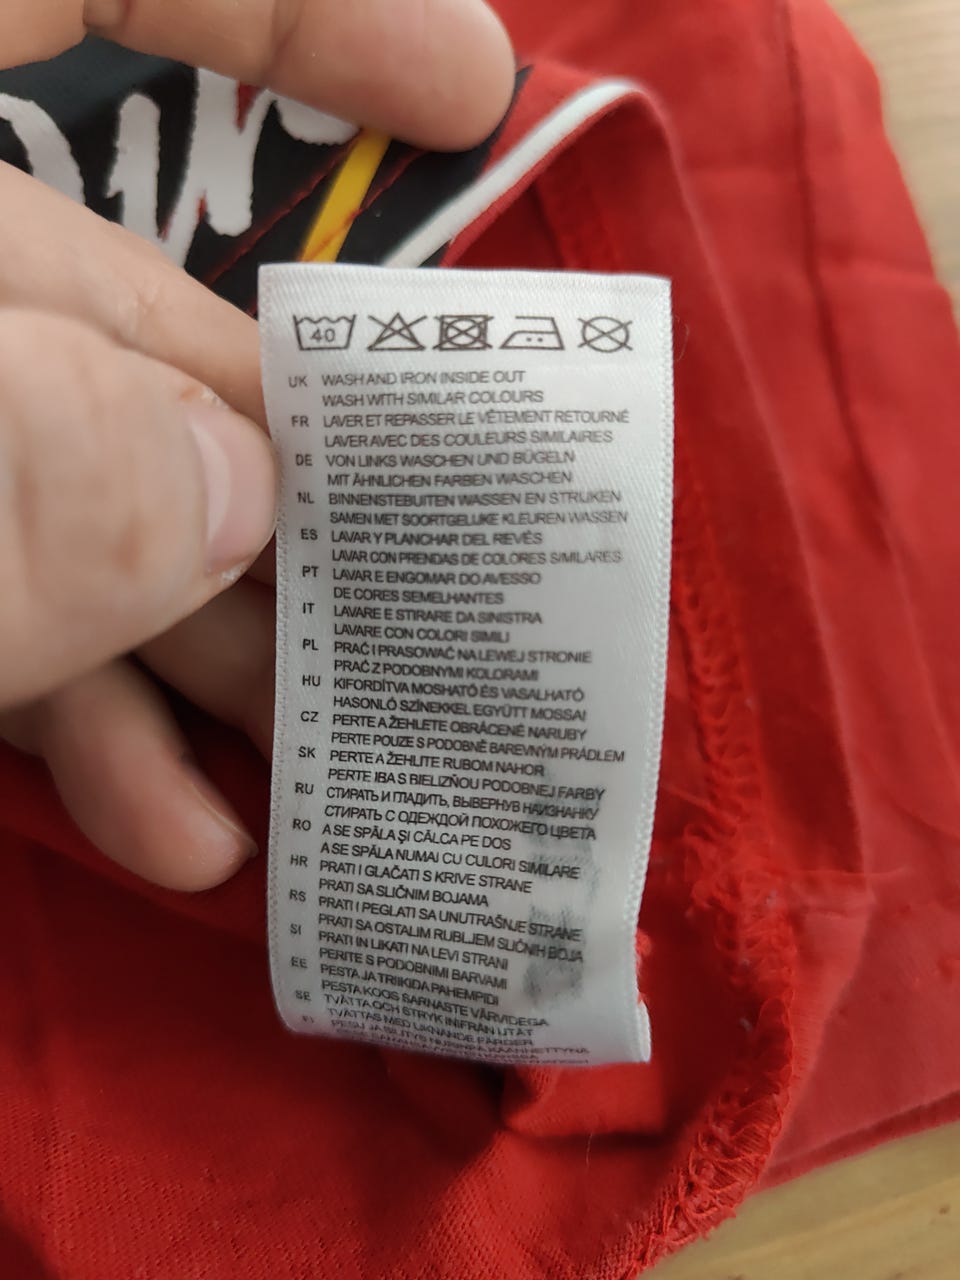 40
UK WASH AND IRON INSIDE OUT
WASH WITH SIMILAR COLOURS
FR LAVER ET REPASSER LE VÊTEMENT RETOURNÉ
LAVER AVEC DES COULEURS SIMILAIRES
DE VON LINKS WASCHEN UND BÜGELN
MIT ÄHNLICHEN FARBEN WASCHEN
NL BINNENSTEBUITEN WASSEN EN STRIJKEN
SAMEN MET SOORTGELIJKE KLEUREN WASSEN
ES LAVAR Y PLANCHAR DEL REVÉS
LAVAR CON PRENDAS DE COLORES SIMILARES
PT LAVAR E ENGOMAR DO AVESSO
DE CORES SEMELHANTES
IT LAVARE E STIRARE DA SINISTRA
LAVARE CON COLORI SIMILI
PL PRAĆ I PRASOWAĆ NA LEWEJ STRONIE
PRAĆ Z PODOBNYMI KOLORAMI
HU KIFORDÍTVA MOSHATÓ ÉS VASALHATÓ
HASONLÓ SZÍNEKKEL EGYÜTT MOSSA!
CZ PERTE A ŽEHLETE OBRÁCENĚ NARUBY
PERTE POUZE S PODOBNĚ BAREVNÝM PRÁDLEM
SK PERTE A ŽEHLITE RUBOM NAHOR
PERTE IBA S BIELIZŇOU PODOBNEJ FARBY
RU СТИРАТЬ И ГЛАДИТЬ, ВЫВЕРНУВ НАИЗНАНКУ
СТИРАТЬ С ОДЕЖДОЙ ПОХОЖЕГО ЦВЕТА
RO A SE SPĂLA ŞI CĂLCA PE DOS
A SE SPĂLA NUMAI CU CULORI SIMILARE
HR PRATI I GLAČATI S KRIVE STRANE
PRATI SA SLIČNIM BOJAMA
RS PRATI I PEGLATI SA UNUTRAŠNJE STRANE
PRATI SA OSTALIM RUBLJEM SLIČNIH BOJA
SI PRATI IN LIKATI NA LEVI STRANI
PERITE S PODOBNIMI BARVAMI
EE PESTA JA TRIIKIDA PAHEMPIDI
PESTA KOOS SARNASTE VÄRVIDEGA
SE TVÄTTA OCH STRYK INIFRÅN UTÅT
TVÄTTAS MED LIKNANDE FÄRGER
FI PESU JA SILITYS NURINPÄ KÄÄNNETTYNÄ